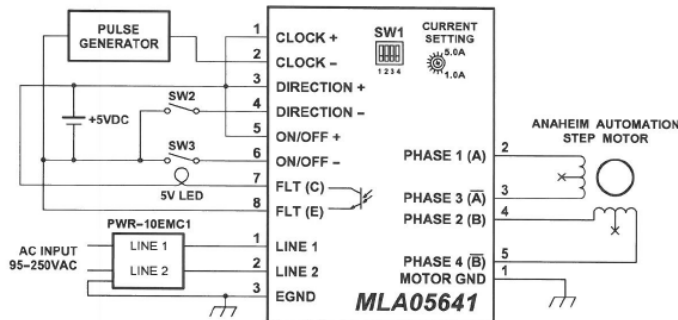 PULSE
GENERATOR
+5VDC
SW2
SW3
5V LED
PWR-10EMC1
AC INPUT
95-250VAC
LINE 1
LINE 2
1 CLOCK +
2 CLOCK −
3 DIRECTION +
4 DIRECTION −
5 ON/OFF +
6 ON/OFF −
7 FLT (C)
8 FLT (E)
1 LINE 1
2 LINE 2
3 EGND
SW1
1 2 3 4
CURRENT
SETTING
5.0A
1.0A
PHASE 1 (A) 2
PHASE 3 (A̅) 3
PHASE 2 (B) 4
PHASE 4 (B̅) 5
MOTOR GND 1
MLA05641
ANAHEIM AUTOMATION
STEP MOTOR